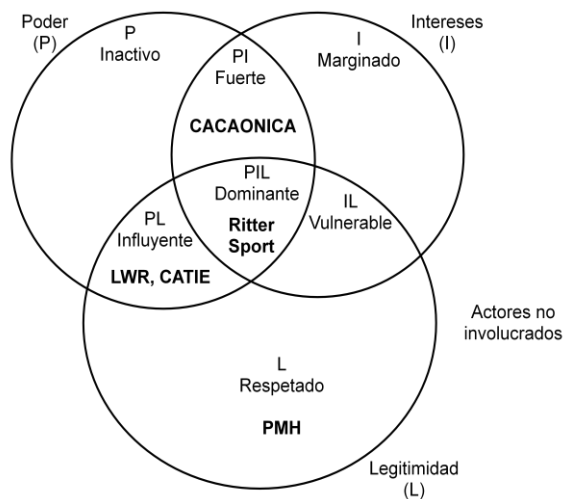 Poder
(P)
P
Inactivo
PI
Fuerte
CACAONICA
I
Marginado
Intereses
(I)
PIL
Dominante
Ritter
Sport
PL
Influyente
LWR, CATIE
IL
Vulnerable
Actores no
involucrados
L
Respetado
PMH
Legitimidad
(L)